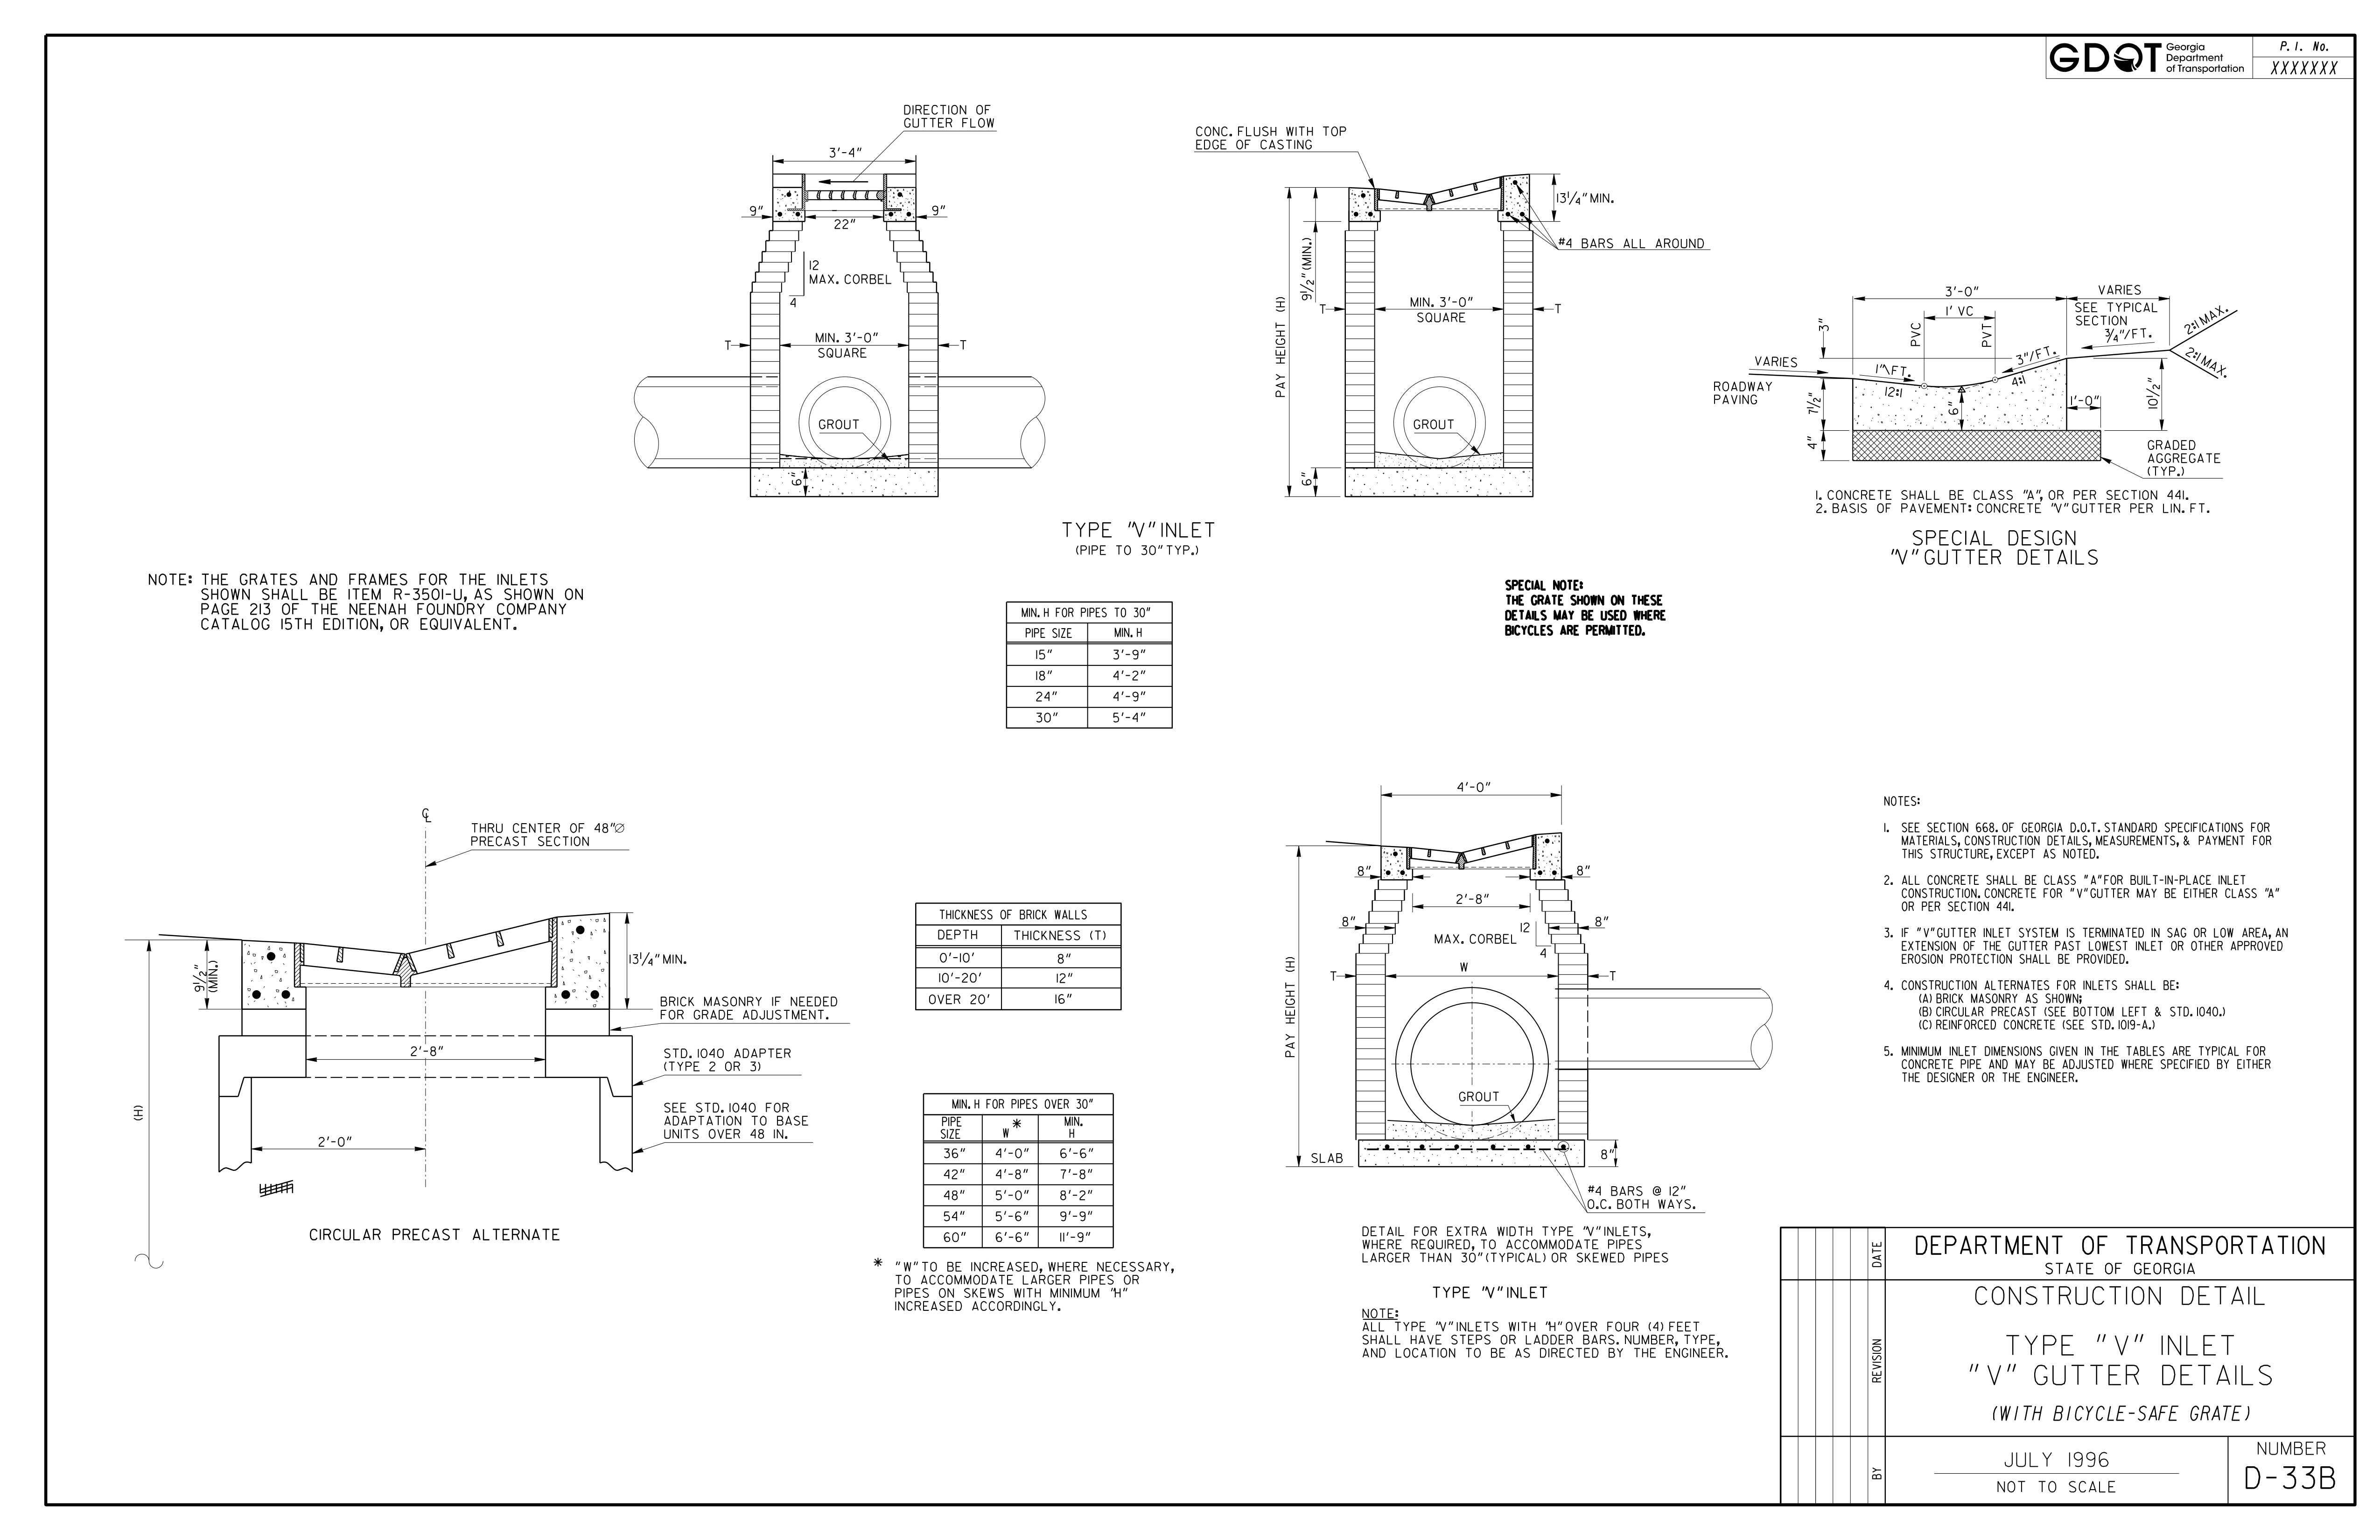 GDOT Georgia
Department
of Transportation
P. I. No.
XXXXXXX
DIRECTION OF
GUTTER FLOW
3'-4"
9"
9"
22"
12
MAX. CORBEL
4
T
MIN. 3'-0"
SQUARE
T
GROUT
6"
CONC. FLUSH WITH TOP
EDGE OF CASTING
13 1/4" MIN.
#4 BARS ALL AROUND
9 1/2" (MIN.)
PAY HEIGHT (H)
T
MIN. 3'-0"
SQUARE
T
GROUT
6"
TYPE "V" INLET
(PIPE TO 30" TYP.)
3'-0"
VARIES
1' VC
SEE TYPICAL
SECTION
3"
PVC
PVT
3/4"/FT.
2:1 MAX.
2:1 MAX.
VARIES
1"\FT.
3"/FT.
12:1
4:1
ROADWAY
PAVING
7 1/2"
6"
1'-0"
10 1/2"
4"
GRADED
AGGREGATE
(TYP.)
1. CONCRETE SHALL BE CLASS "A", OR PER SECTION 441.
2. BASIS OF PAVEMENT: CONCRETE "V" GUTTER PER LIN. FT.
SPECIAL DESIGN
"V" GUTTER DETAILS
NOTE: THE GRATES AND FRAMES FOR THE INLETS
SHOWN SHALL BE ITEM R-3501-U, AS SHOWN ON
PAGE 213 OF THE NEENAH FOUNDRY COMPANY
CATALOG 15TH EDITION, OR EQUIVALENT.
MIN. H FOR PIPES TO 30"
PIPE SIZE MIN. H
15" 3'-9"
18" 4'-2"
24" 4'-9"
30" 5'-4"
SPECIAL NOTE:
THE GRATE SHOWN ON THESE
DETAILS MAY BE USED WHERE
BICYCLES ARE PERMITTED.
CL
THRU CENTER OF 48"∅
PRECAST SECTION
9 1/2"
(MIN.)
13 1/4" MIN.
BRICK MASONRY IF NEEDED
FOR GRADE ADJUSTMENT.
2'-8"
STD. 1040 ADAPTER
(TYPE 2 OR 3)
(H)
SEE STD. 1040 FOR
ADAPTATION TO BASE
UNITS OVER 48 IN.
2'-0"
CIRCULAR PRECAST ALTERNATE
THICKNESS OF BRICK WALLS
DEPTH THICKNESS (T)
0'-10' 8"
10'-20' 12"
OVER 20' 16"
MIN. H FOR PIPES OVER 30"
PIPE
SIZE W * MIN.
H
36" 4'-0" 6'-6"
42" 4'-8" 7'-8"
48" 5'-0" 8'-2"
54" 5'-6" 9'-9"
60" 6'-6" 11'-9"
* "W" TO BE INCREASED, WHERE NECESSARY,
TO ACCOMMODATE LARGER PIPES OR
PIPES ON SKEWS WITH MINIMUM "H"
INCREASED ACCORDINGLY.
4'-0"
8"
8"
2'-8"
8"
8"
12
MAX. CORBEL
4
T
W
T
PAY HEIGHT (H)
GROUT
SLAB
8"
#4 BARS @ 12"
O.C. BOTH WAYS.
DETAIL FOR EXTRA WIDTH TYPE "V" INLETS,
WHERE REQUIRED, TO ACCOMMODATE PIPES
LARGER THAN 30" (TYPICAL) OR SKEWED PIPES
TYPE "V" INLET
NOTE:
ALL TYPE "V" INLETS WITH "H" OVER FOUR (4) FEET
SHALL HAVE STEPS OR LADDER BARS. NUMBER, TYPE,
AND LOCATION TO BE AS DIRECTED BY THE ENGINEER.
NOTES:
1. SEE SECTION 668. OF GEORGIA D.O.T. STANDARD SPECIFICATIONS FOR
MATERIALS, CONSTRUCTION DETAILS, MEASUREMENTS, & PAYMENT FOR
THIS STRUCTURE, EXCEPT AS NOTED.
2. ALL CONCRETE SHALL BE CLASS "A" FOR BUILT-IN-PLACE INLET
CONSTRUCTION. CONCRETE FOR "V" GUTTER MAY BE EITHER CLASS "A"
OR PER SECTION 441.
3. IF "V" GUTTER INLET SYSTEM IS TERMINATED IN SAG OR LOW AREA, AN
EXTENSION OF THE GUTTER PAST LOWEST INLET OR OTHER APPROVED
EROSION PROTECTION SHALL BE PROVIDED.
4. CONSTRUCTION ALTERNATES FOR INLETS SHALL BE:
(A) BRICK MASONRY AS SHOWN;
(B) CIRCULAR PRECAST (SEE BOTTOM LEFT & STD. 1040.)
(C) REINFORCED CONCRETE (SEE STD. 1019-A.)
5. MINIMUM INLET DIMENSIONS GIVEN IN THE TABLES ARE TYPICAL FOR
CONCRETE PIPE AND MAY BE ADJUSTED WHERE SPECIFIED BY EITHER
THE DESIGNER OR THE ENGINEER.
DATE
REVISION
BY
DEPARTMENT OF TRANSPORTATION
STATE OF GEORGIA
CONSTRUCTION DETAIL
TYPE "V" INLET
"V" GUTTER DETAILS
(WITH BICYCLE-SAFE GRATE)
JULY 1996
NOT TO SCALE
NUMBER
D-33B